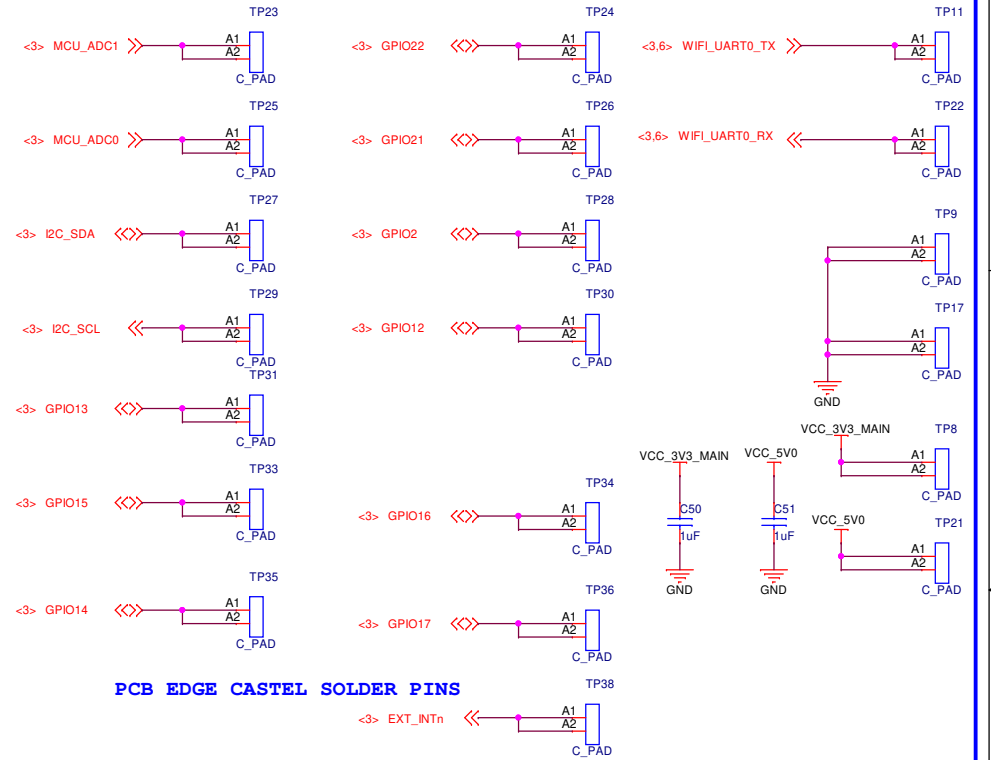 TP23
<3> MCU_ADC1 A1
A2
C_PAD
TP25
<3> MCU_ADC0 A1
A2
C_PAD
TP27
<3> I2C_SDA A1
A2
C_PAD
TP29
<3> I2C_SCL A1
A2
C_PAD
TP31
<3> GPIO13 A1
A2
C_PAD
TP33
<3> GPIO15 A1
A2
C_PAD
TP35
<3> GPIO14 A1
A2
C_PAD
PCB EDGE CASTEL SOLDER PINS
TP24
<3> GPIO22 A1
A2
C_PAD
TP26
<3> GPIO21 A1
A2
C_PAD
TP28
<3> GPIO2 A1
A2
C_PAD
TP30
<3> GPIO12 A1
A2
C_PAD
TP34
<3> GPIO16 A1
A2
C_PAD
TP36
<3> GPIO17 A1
A2
C_PAD
TP38
<3> EXT_INTn A1
A2
C_PAD
TP11
<3,6> WIFI_UART0_TX A1
A2
C_PAD
TP22
<3,6> WIFI_UART0_RX A1
A2
C_PAD
TP9
A1
A2
C_PAD
TP17
A1
A2
C_PAD
GND
VCC_3V3_MAIN
C50
1uF
GND
VCC_5V0
C51
1uF
GND
VCC_3V3_MAIN
TP8
A1
A2
C_PAD
VCC_5V0
TP21
A1
A2
C_PAD